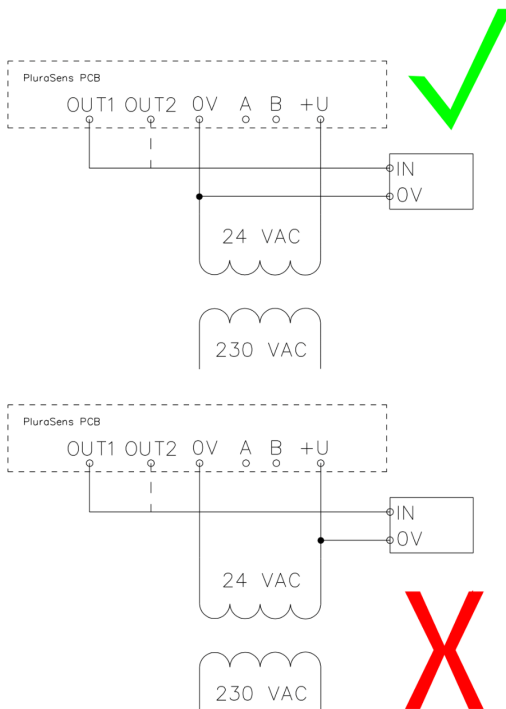 PluraSens PCB
OUT1 OUT2 0V A B +U
IN
0V
24 VAC
230 VAC
PluraSens PCB
OUT1 OUT2 0V A B +U
IN
0V
24 VAC
230 VAC